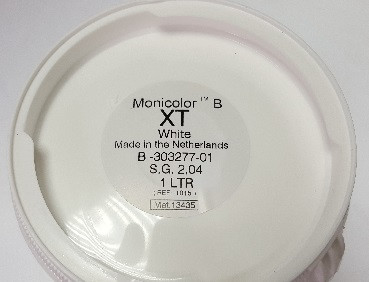 Monicolor™ B
XT
White
Made in the Netherlands
B -303277-01
S.G. 2.04
1 LTR
Mat.13435